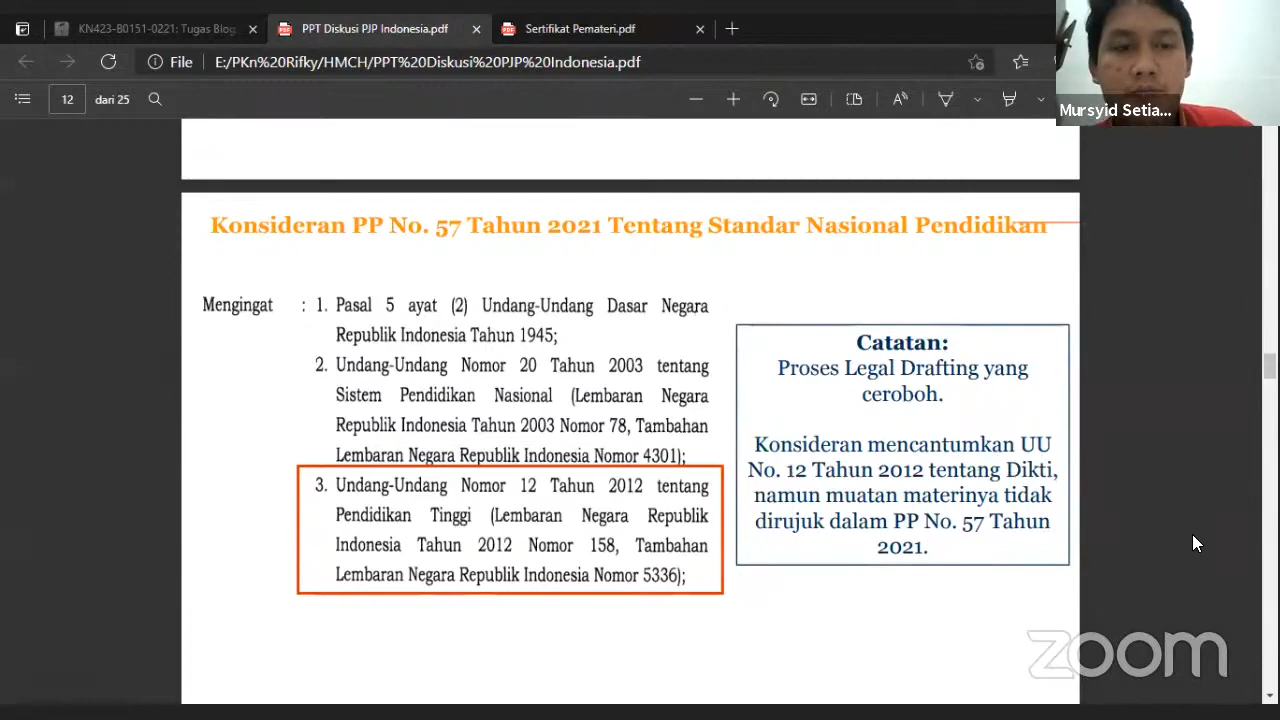 KN423-B0151-0221: Tugas Blog
PPT Diskusi PJP Indonesia.pdf
Sertifikat Pemateri.pdf
File
E:/PKn%20Rifky/HMCH/PPT%20Diskusi%20PJP%20Indonesia.pdf
12 dari 25
Mursyid Setia...
Konsideran PP No. 57 Tahun 2021 Tentang Standar Nasional Pendidikan
Mengingat : 1. Pasal 5 ayat (2) Undang-Undang Dasar Negara
Republik Indonesia Tahun 1945;
2. Undang-Undang Nomor 20 Tahun 2003 tentang
Sistem Pendidikan Nasional (Lembaran Negara
Republik Indonesia Tahun 2003 Nomor 78, Tambahan
Lembaran Negara Republik Indonesia Nomor 4301);
3. Undang-Undang Nomor 12 Tahun 2012 tentang
Pendidikan Tinggi (Lembaran Negara Republik
Indonesia Tahun 2012 Nomor 158, Tambahan
Lembaran Negara Republik Indonesia Nomor 5336);
Catatan:
Proses Legal Drafting yang
ceroboh.
Konsideran mencantumkan UU
No. 12 Tahun 2012 tentang Dikti,
namun muatan materinya tidak
dirujuk dalam PP No. 57 Tahun
2021.
zoom